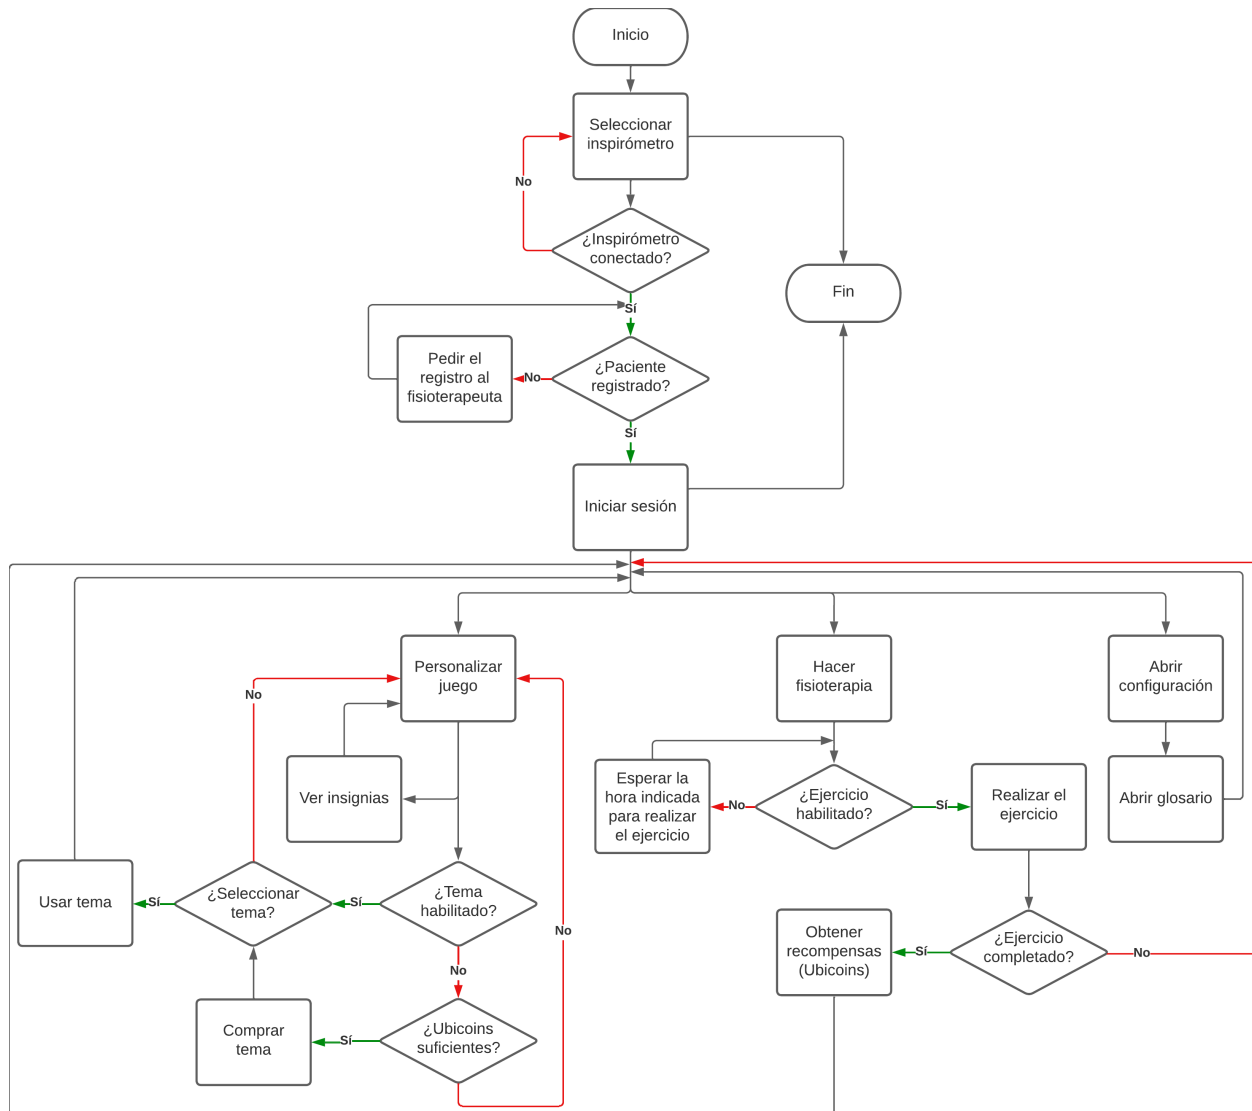 Inicio
Seleccionar
inspirómetro
No
¿Inspirómetro
conectado?
Fin
Sí
Pedir el
registro al
fisioterapeuta
No
¿Paciente
registrado?
Sí
Iniciar sesión
Personalizar
juego
Hacer
fisioterapia
Abrir
configuración
No
Ver insignias
Esperar la
hora indicada
para realizar
el ejercicio
No
¿Ejercicio
habilitado?
Sí
Realizar el
ejercicio
Abrir glosario
Usar tema
Sí
¿Seleccionar
tema?
Sí
¿Tema
habilitado?
No
Obtener
recompensas
(Ubicoins)
Sí
¿Ejercicio
completado?
No
No
Comprar
tema
Sí
¿Ubicoins
suficientes?